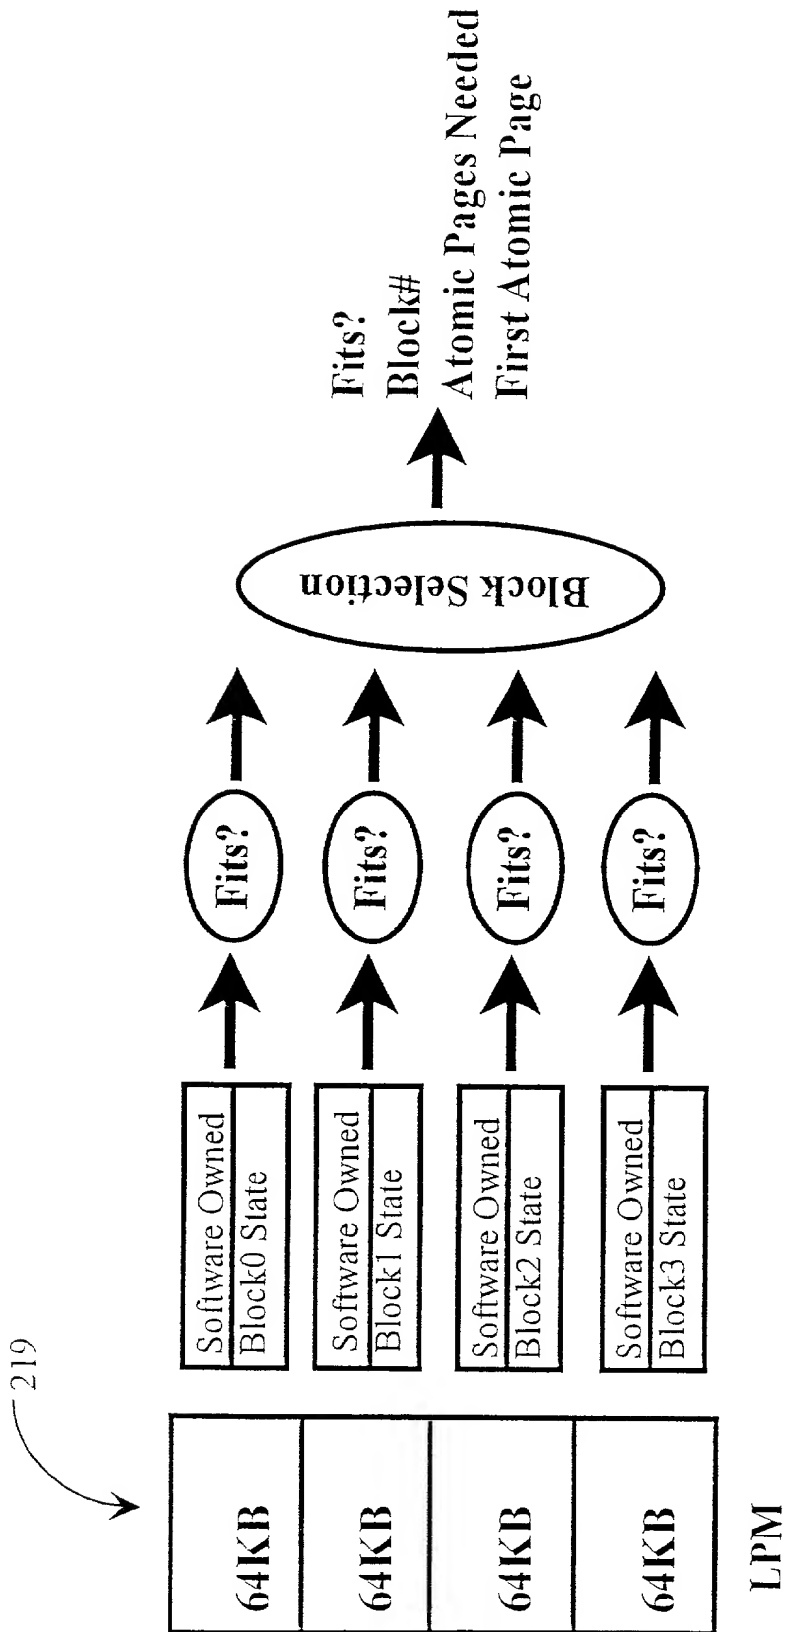 219
64KB
64KB
64KB
64KB
LPM
Software Owned
Block0 State
Software Owned
Block1 State
Software Owned
Block2 State
Software Owned
Block3 State
Fits?
Fits?
Fits?
Fits?
Block Selection
Fits?
Block#
Atomic Pages Needed
First Atomic Page